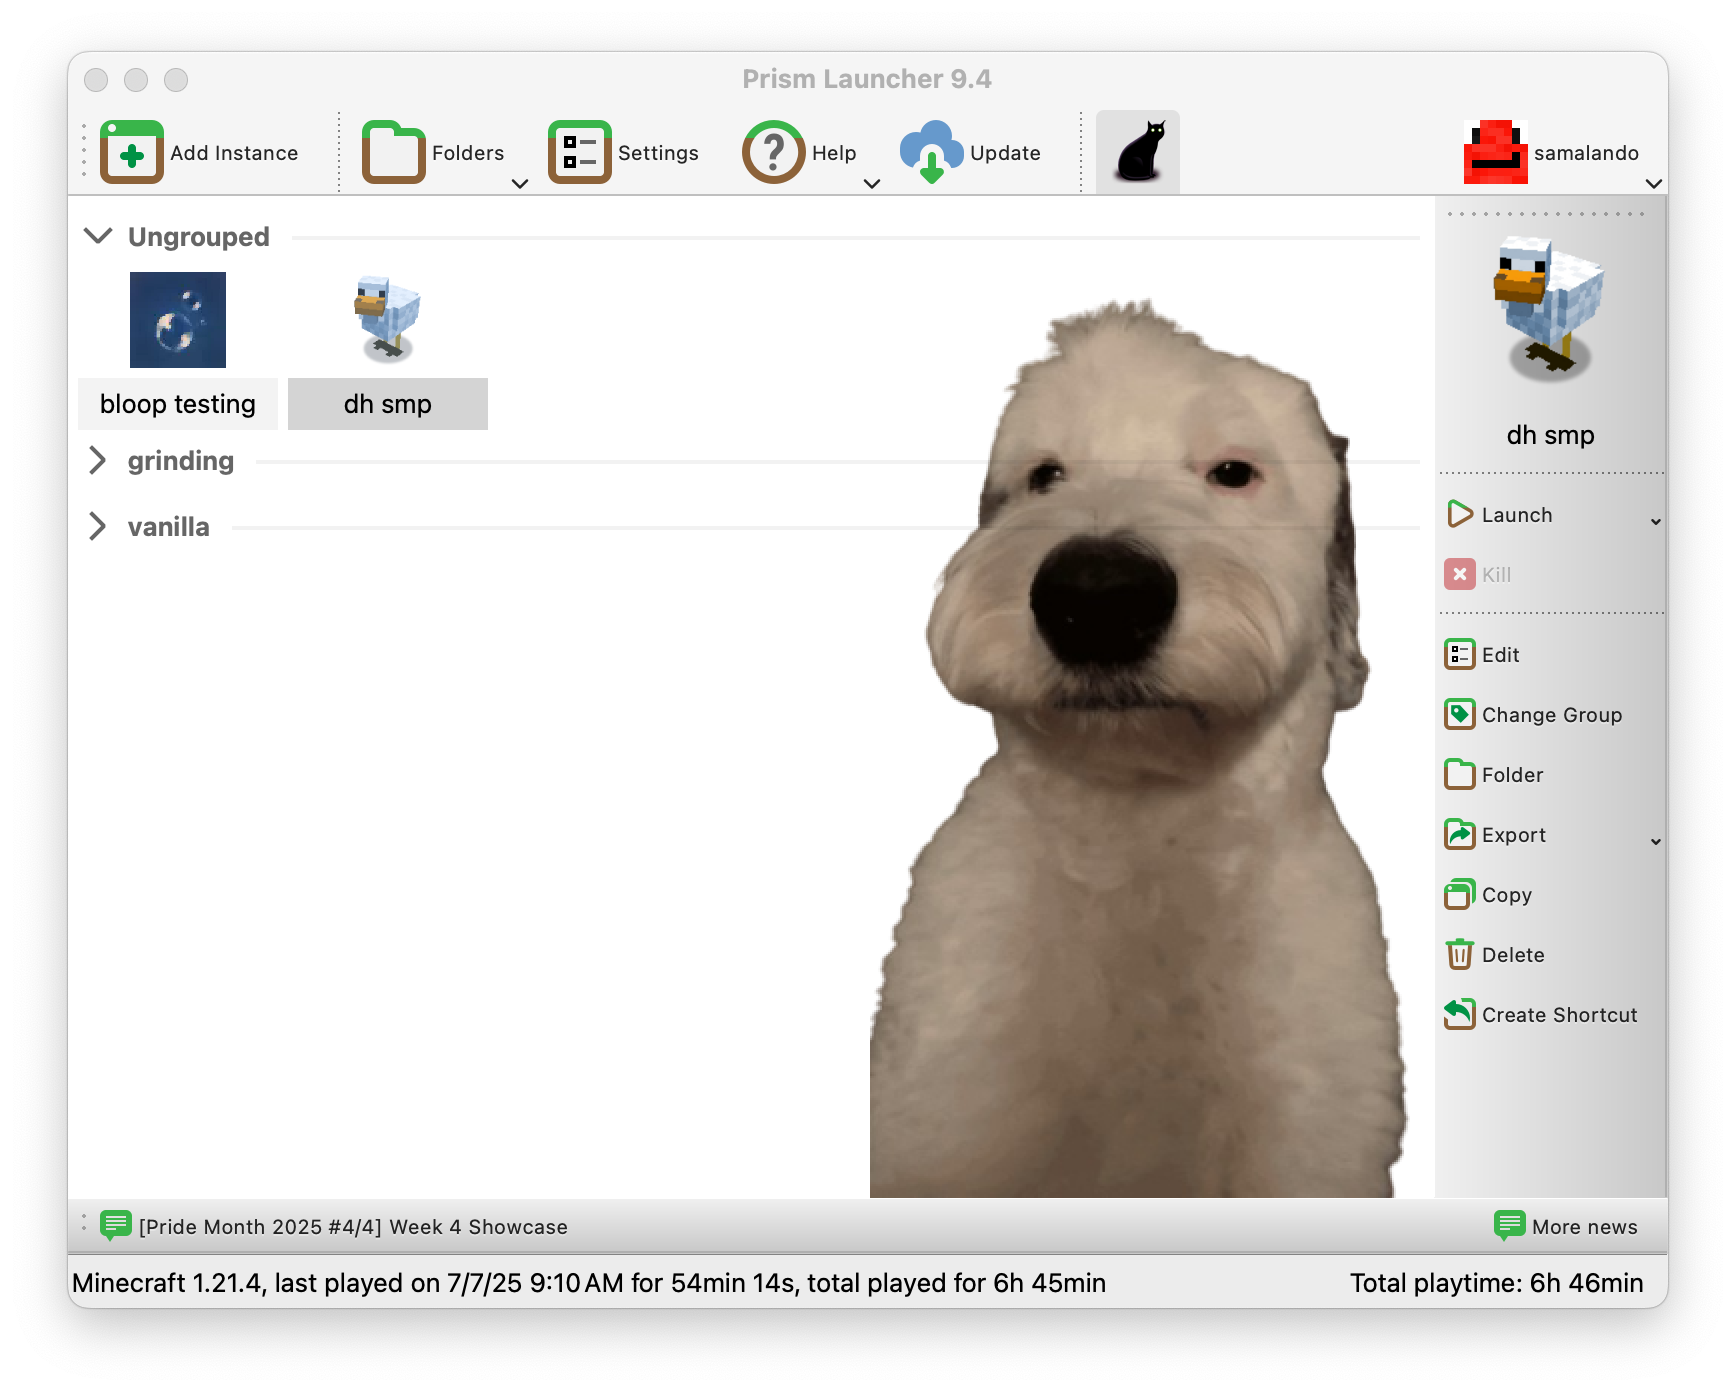 Prism Launcher 9.4
Add Instance
Folders
Settings
Help
Update
samalando
Ungrouped
bloop testing
dh smp
grinding
vanilla
dh smp
Launch
Kill
Edit
Change Group
Folder
Export
Copy
Delete
Create Shortcut
[Pride Month 2025 #4/4] Week 4 Showcase
More news
Minecraft 1.21.4, last played on 7/7/25 9:10 AM for 54min 14s, total played for 6h 45min
Total playtime: 6h 46min